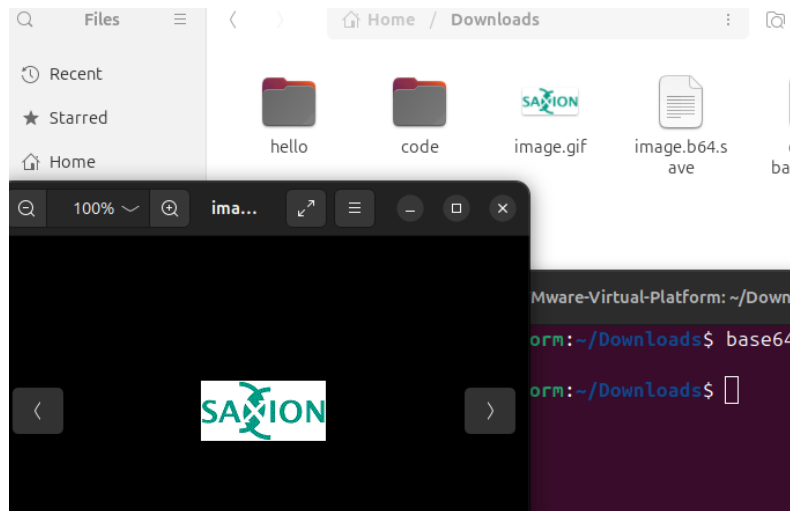 Files
Home / Downloads
Recent
Starred
Home
hello
code
SAXION
image.gif
image.b64.s
ave
ba
100%
ima...
Mware-Virtual-Platform: ~/Down
orm:~/Downloads$ base64
orm:~/Downloads$
SAXION